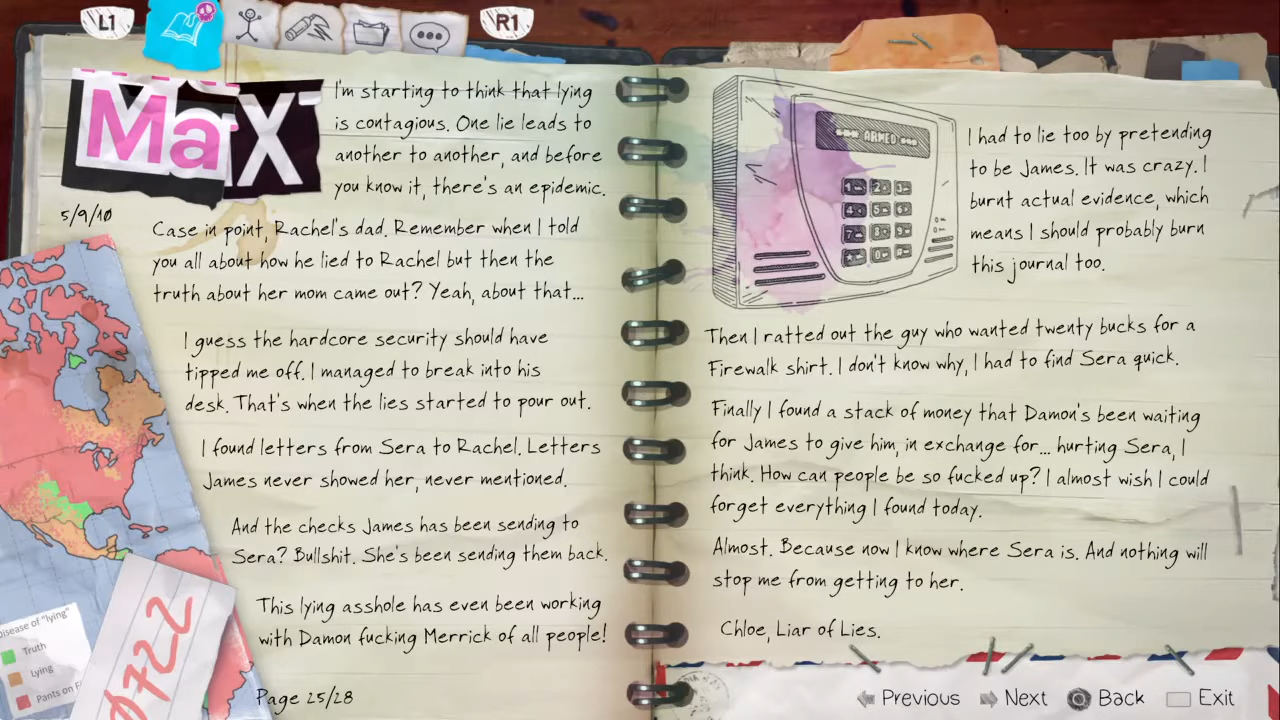 L1
R1
MaX
5/9/10
I'm starting to think that lying
is contagious. One lie leads to
another to another, and before
you know it, there's an epidemic.
Case in point, Rachel's dad. Remember when I told
you all about how he lied to Rachel but then the
truth about her mom came out? Yeah, about that...
I guess the hardcore security should have
tipped me off. I managed to break into his
desk. That's when the lies started to pour out.
I found letters from Sera to Rachel. Letters
James never showed her, never mentioned.
And the checks James has been sending to
Sera? Bullshit. She's been sending them back.
This lying asshole has even been working
with Damon fucking Merrick of all people!
Disease of "lying"
Truth
Lying
Pants on
0722
Page 25/28
ARMED
1 2 3
4 5 6
7 8 9
* 0
I had to lie too by pretending
to be James. It was crazy. I
burnt actual evidence, which
means I should probably burn
this journal too.
Then I ratted out the guy who wanted twenty bucks for a
Firewalk shirt. I don't know why, I had to find Sera quick.
Finally I found a stack of money that Damon's been waiting
for James to give him, in exchange for... hurting Sera, I
think. How can people be so fucked up? I almost wish I could
forget everything I found today.
Almost. Because now I know where Sera is. And nothing will
stop me from getting to her.
Chloe, Liar of Lies.
Previous
Next
Back
Exit